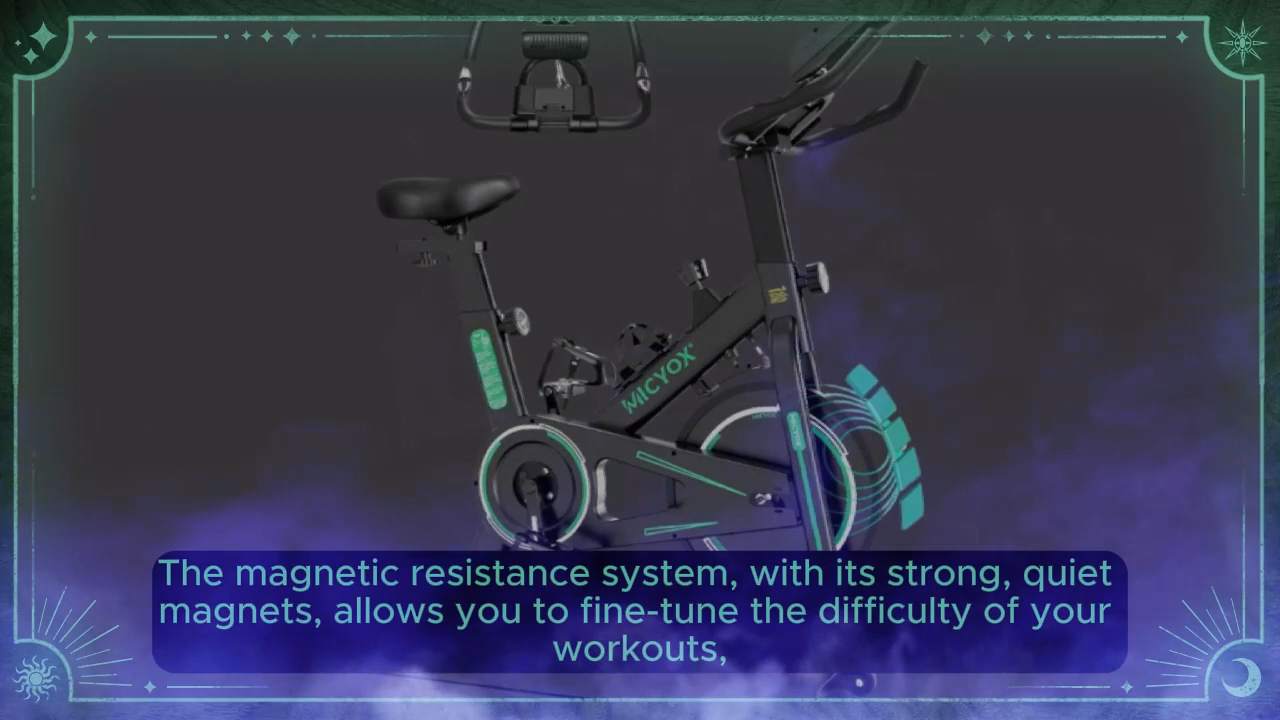 MICYOX
The magnetic resistance system, with its strong, quiet
magnets, allows you to fine-tune the difficulty of your
workouts,